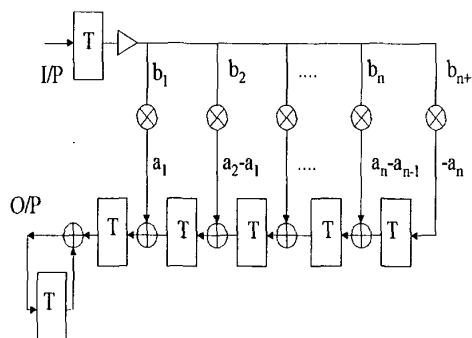 T
I/P
b1 b2 .... bn bn+
a1 a2-a1 .... an-an-1 -an
O/P
T T T T T
T